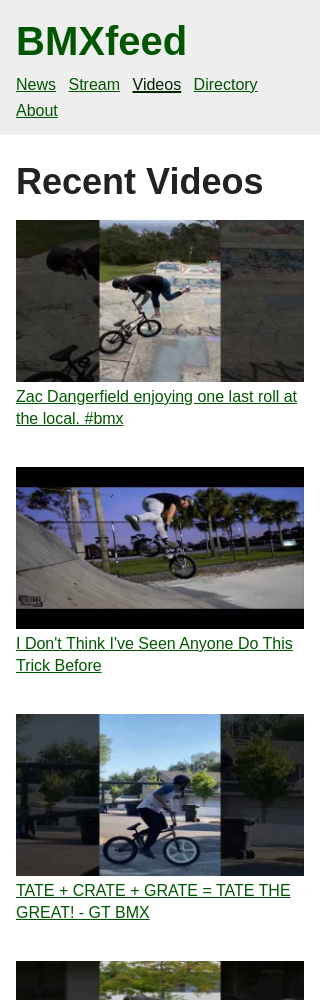 BMXfeed
News Stream Videos Directory
About
Recent Videos
Zac Dangerfield enjoying one last roll at
the local. #bmx
I Don't Think I've Seen Anyone Do This
Trick Before
TATE + CRATE + GRATE = TATE THE
GREAT! - GT BMX